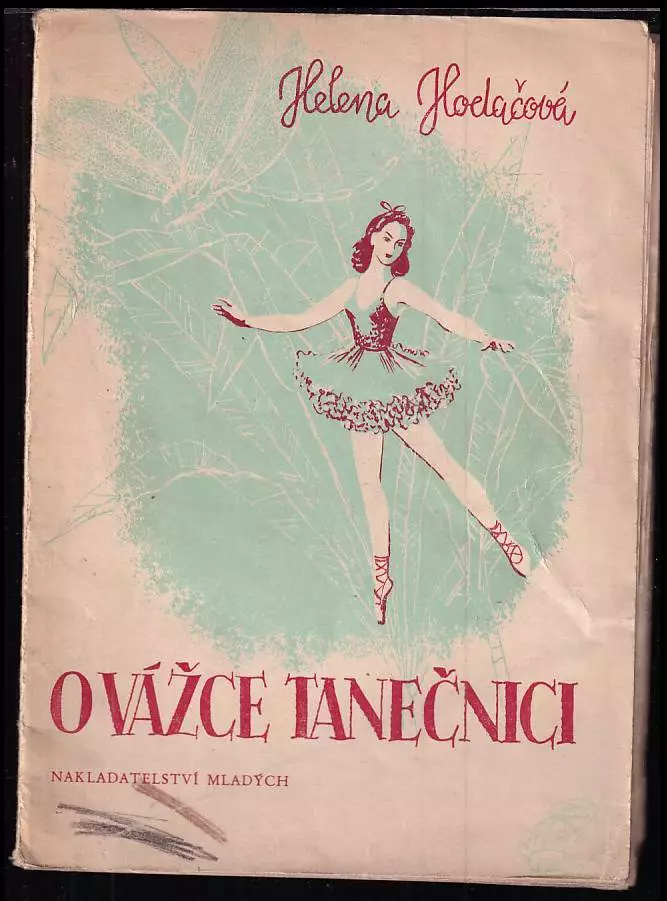 Helena Hodačová
O VÁŽCE TANEČNICI
NAKLADATELSTVÍ MLADÝCH